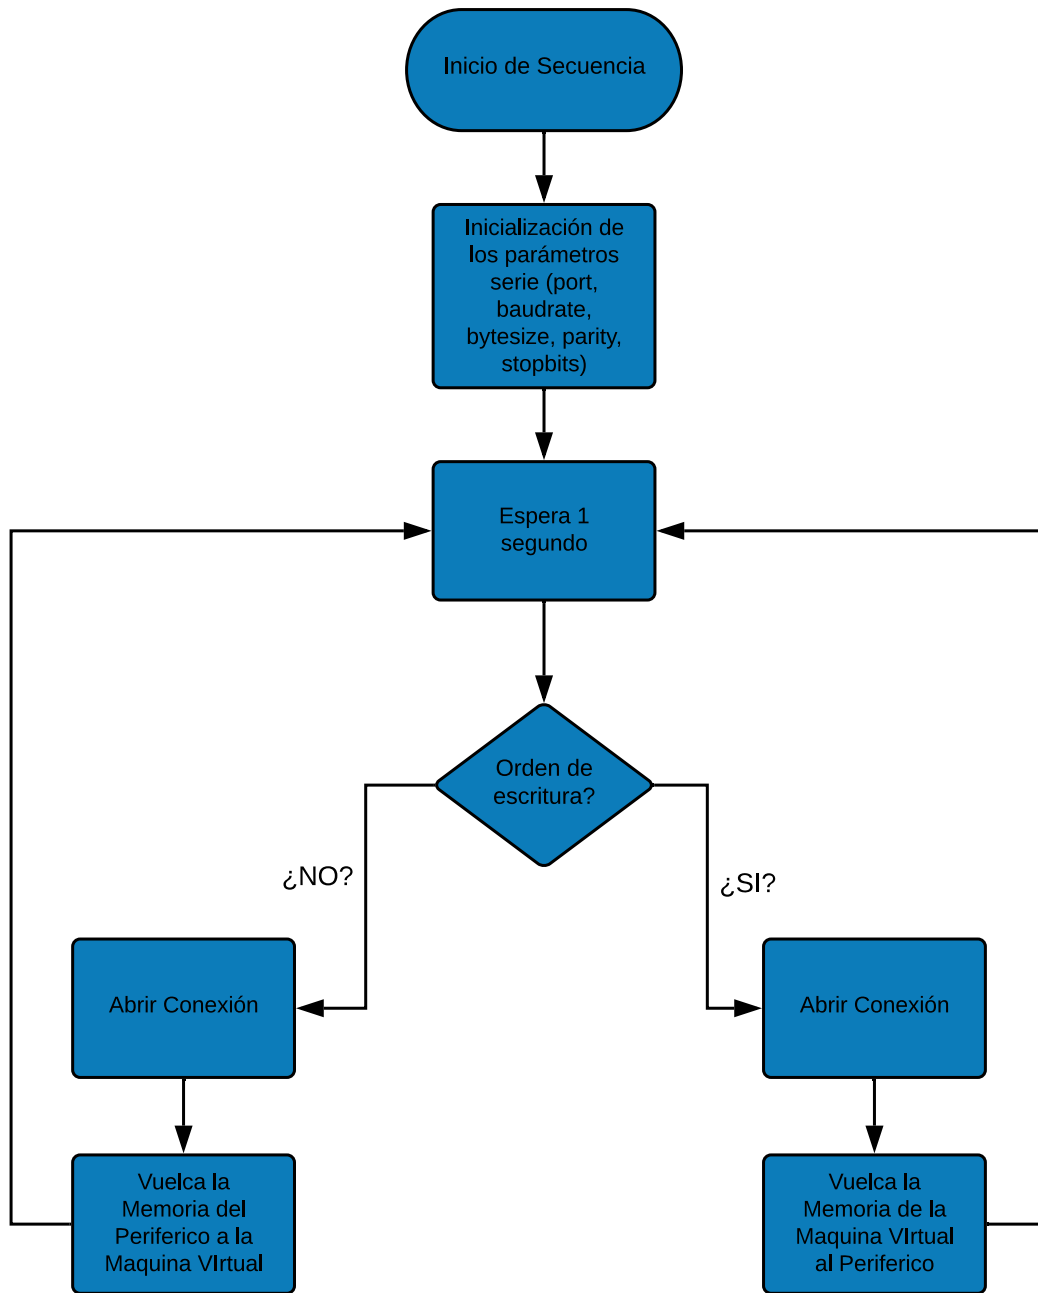 Inicio de Secuencia
Inicialización de
los parámetros
serie (port,
baudrate,
bytesize, parity,
stopbits)
Espera 1
segundo
Orden de
escritura?
¿NO?
¿SI?
Abrir Conexión
Abrir Conexión
Vuelca la
Memoria del
Periferico a la
Maquina VIrtual
Vuelca la
Memoria de la
Maquina VIrtual
al Periferico